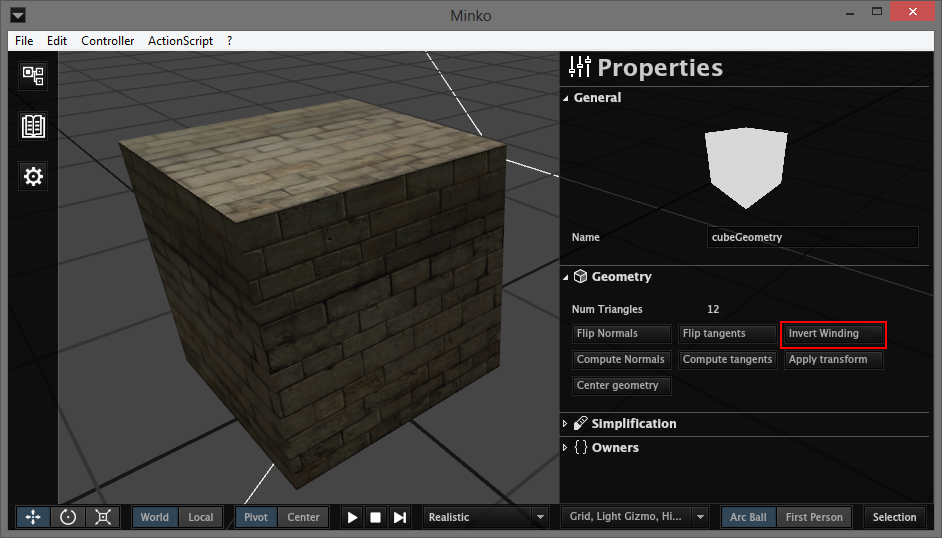 Minko
File Edit Controller ActionScript ?
Properties
General
Name cubeGeometry
Geometry
Num Triangles 12
Flip Normals Flip tangents Invert Winding
Compute Normals Compute tangents Apply transform
Center geometry
Simplification
{} Owners
World Local Pivot Center Realistic Grid, Light Gizmo, Hi... Arc Ball First Person Selection